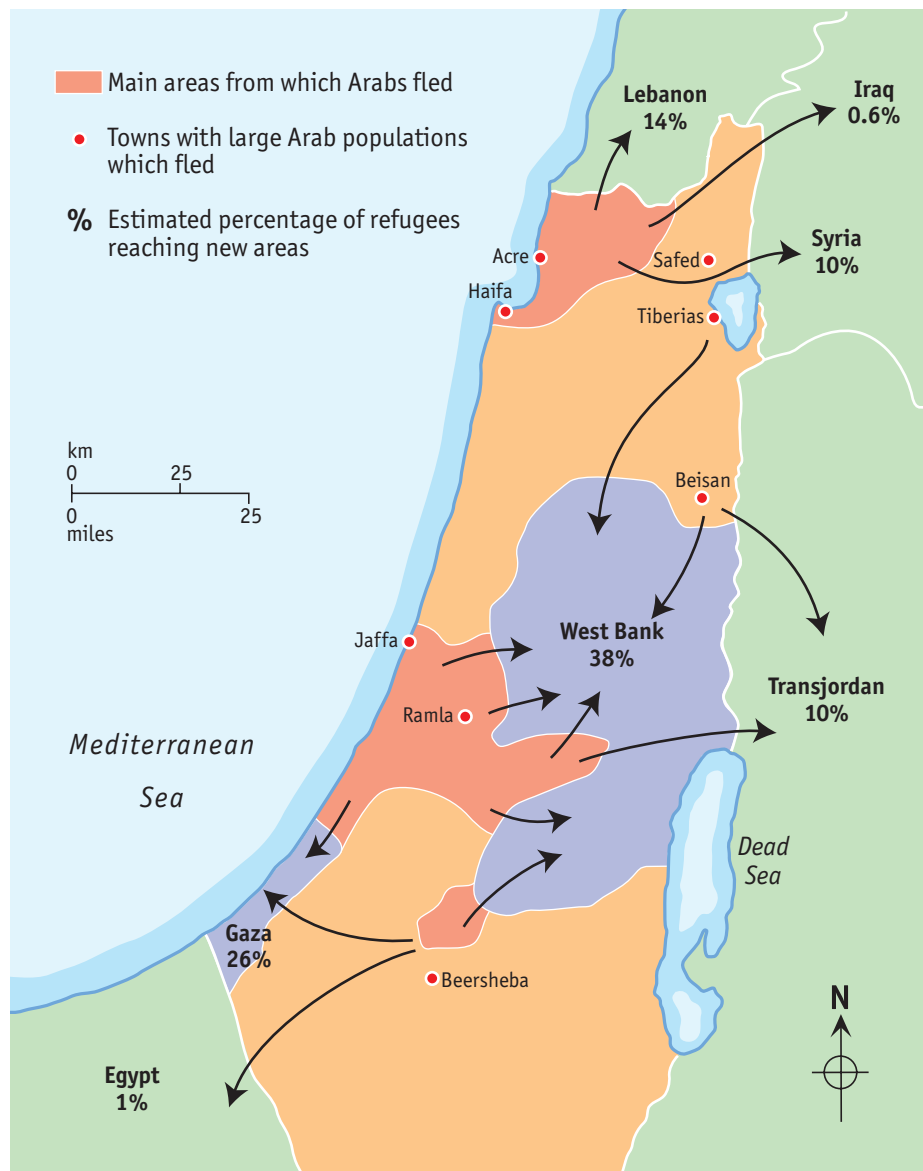 Main areas from which Arabs fled
Towns with large Arab populations
which fled
% Estimated percentage of refugees
reaching new areas
Lebanon
14%
Iraq
0.6%
Syria
10%
Acre
Safed
Haifa
Tiberias
km
0 25
0 25
miles
Beisan
Jaffa
West Bank
38%
Ramla
Transjordan
10%
Mediterranean
Sea
Dead
Sea
Gaza
26%
Beersheba
N
Egypt
1%